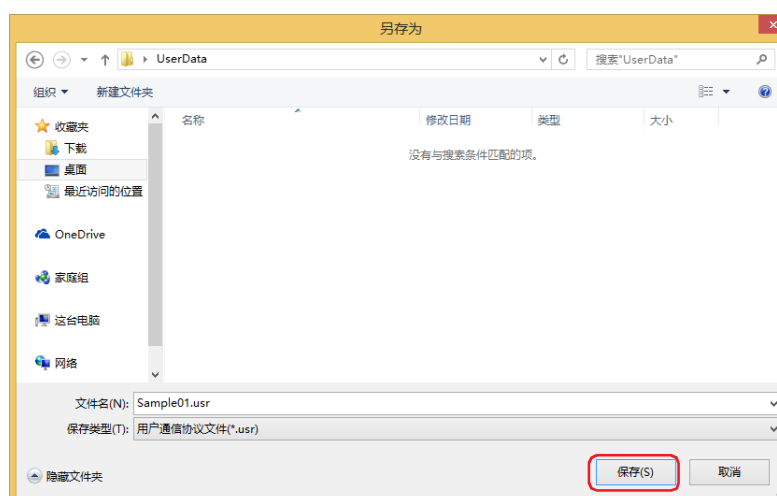 另存为
UserData
搜索"UserData"
组织 新建文件夹
名称 修改日期 类型 大小
没有与搜索条件匹配的项。
收藏夹
下载
桌面
最近访问的位置
OneDrive
家庭组
这台电脑
网络
文件名(N): Sample01.usr
保存类型(T): 用户通信协议文件(*.usr)
隐藏文件夹 保存(S) 取消